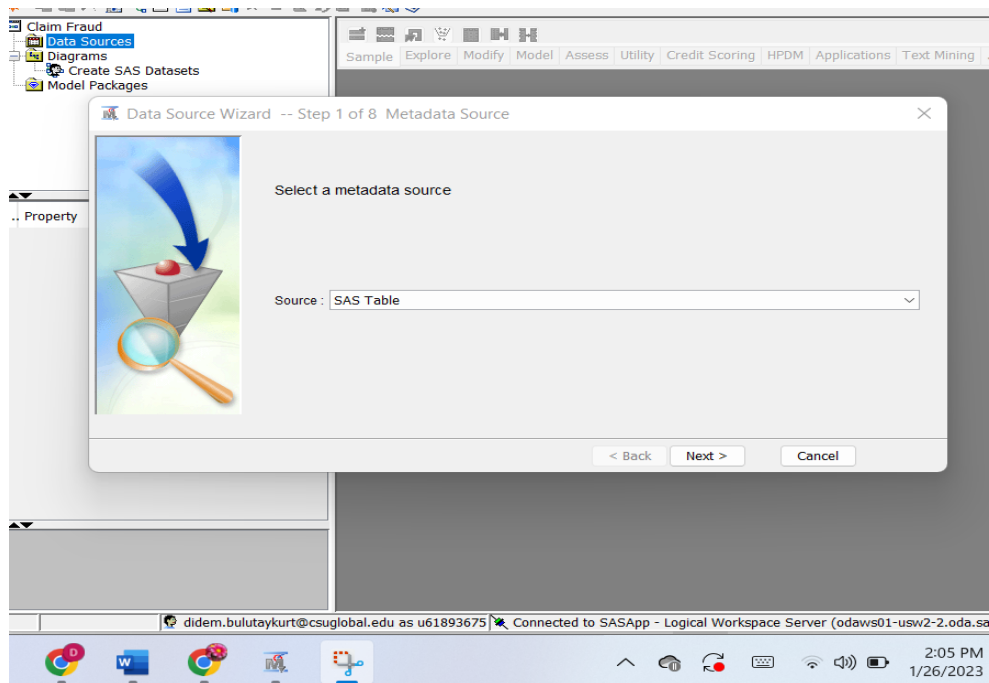 Claim Fraud
Data Sources
Diagrams
Create SAS Datasets
Model Packages
Sample Explore Modify Model Assess Utility Credit Scoring HPDM Applications Text Mining
Data Source Wizard -- Step 1 of 8 Metadata Source
Select a metadata source
.. Property
Source : SAS Table
< Back Next > Cancel
didem.bulutaykurt@csuglobal.edu as u61893675 Connected to SASApp - Logical Workspace Server (odaws01-usw2-2.oda.sa
D
W
2:05 PM
1/26/2023